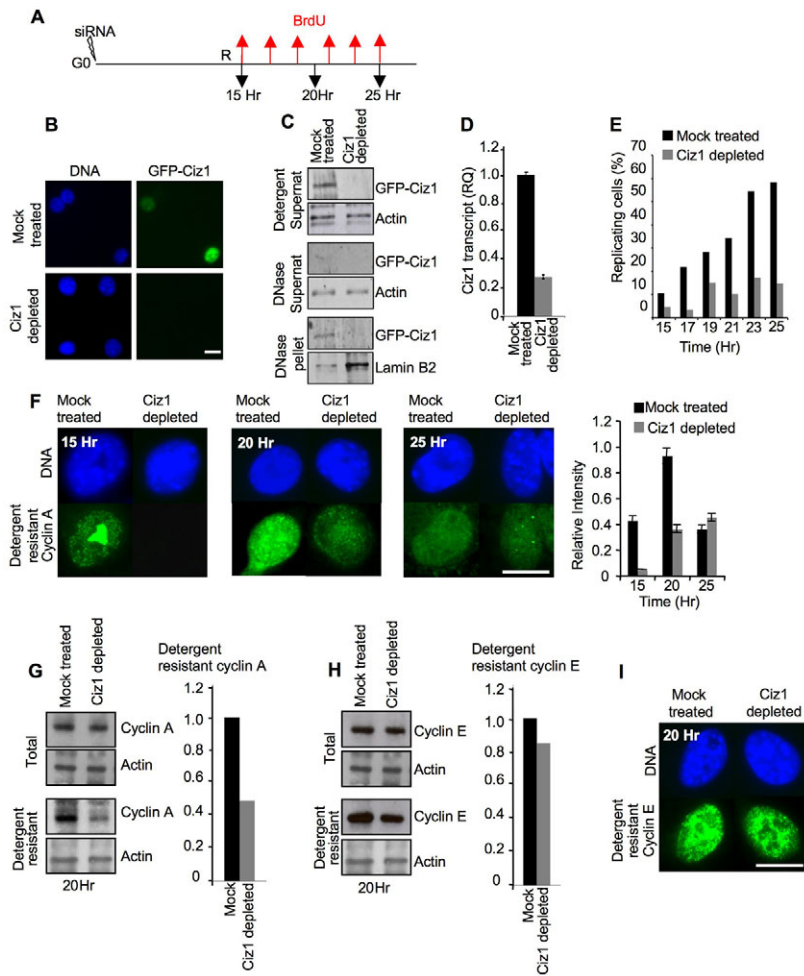 A
siRNA
BrdU
G0
R
15 Hr
20Hr
25 Hr
B
DNA
GFP-Ciz1
Mock
treated
Ciz1
depleted
C
Mock
treated
Ciz1
depleted
Detergent
Supernat
GFP-Ciz1
Actin
DNase
Supernat
GFP-Ciz1
Actin
DNase
pellet
GFP-Ciz1
Lamin B2
D
Ciz1 transcript (RQ)
1.2
1.0
0.8
0.6
0.4
0.2
0
Mock
treated
Ciz1
depleted
E
Mock treated
Ciz1 depleted
Replicating cells (%)
70
60
50
40
30
20
10
0
15 17 19 21 23 25
Time (Hr)
F
Mock
treated
Ciz1
depleted
Mock
treated
Ciz1
depleted
Mock
treated
Ciz1
depleted
15 Hr
20 Hr
25 Hr
DNA
Detergent
resistant
Cyclin A
Mock treated
Ciz1 depleted
Relative Intensity
1.2
1.0
0.8
0.4
0.4
0
15 20 25
Time (Hr)
G
Mock treated
Ciz1 depleted
Total
Cyclin A
Actin
Detergent
resistant
Cyclin A
Actin
20Hr
Detergent
resistant cyclin A
1.2
1.0
0.8
0.6
0.4
0.2
0
Mock
Ciz1 depleted
H
Mock treated
Ciz1 depleted
Total
Cyclin E
Actin
Detergent
resistant
Cyclin E
Actin
20Hr
Detergent
resistant cyclin E
1.2
1.0
0.8
0.6
0.4
0.2
0
Mock
Ciz1 depleted
I
Mock
treated
Ciz1
depleted
20 Hr
DNA
Detergent
resistant
Cyclin E